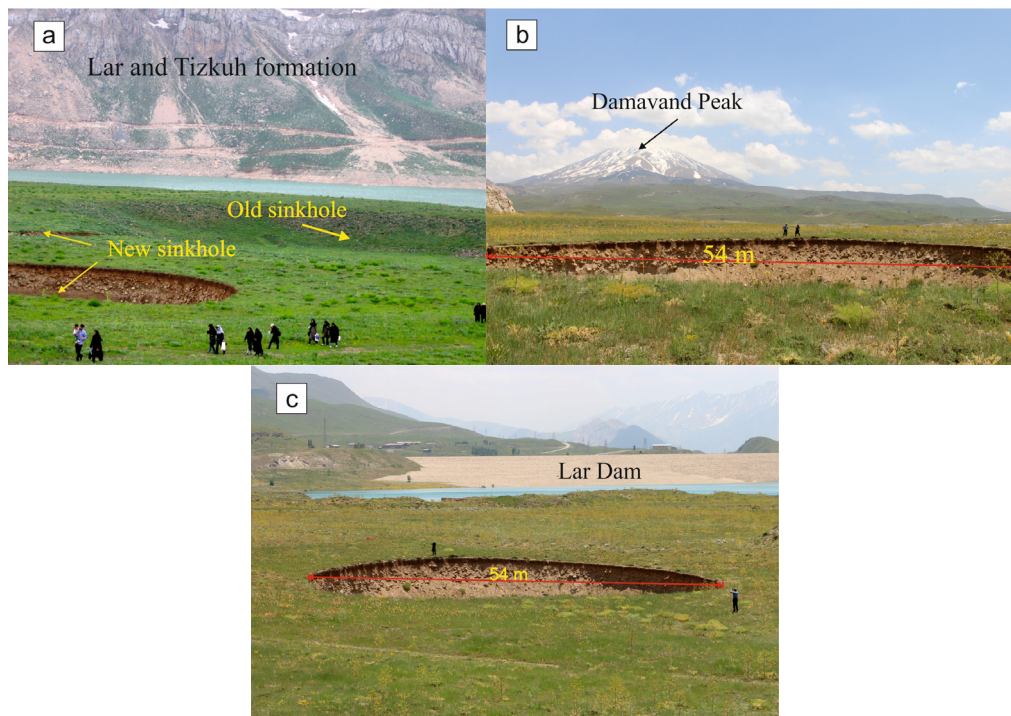 a
Lar and Tizkuh formation
Old sinkhole
New sinkhole
b
Damavand Peak
54 m
c
Lar Dam
54 m